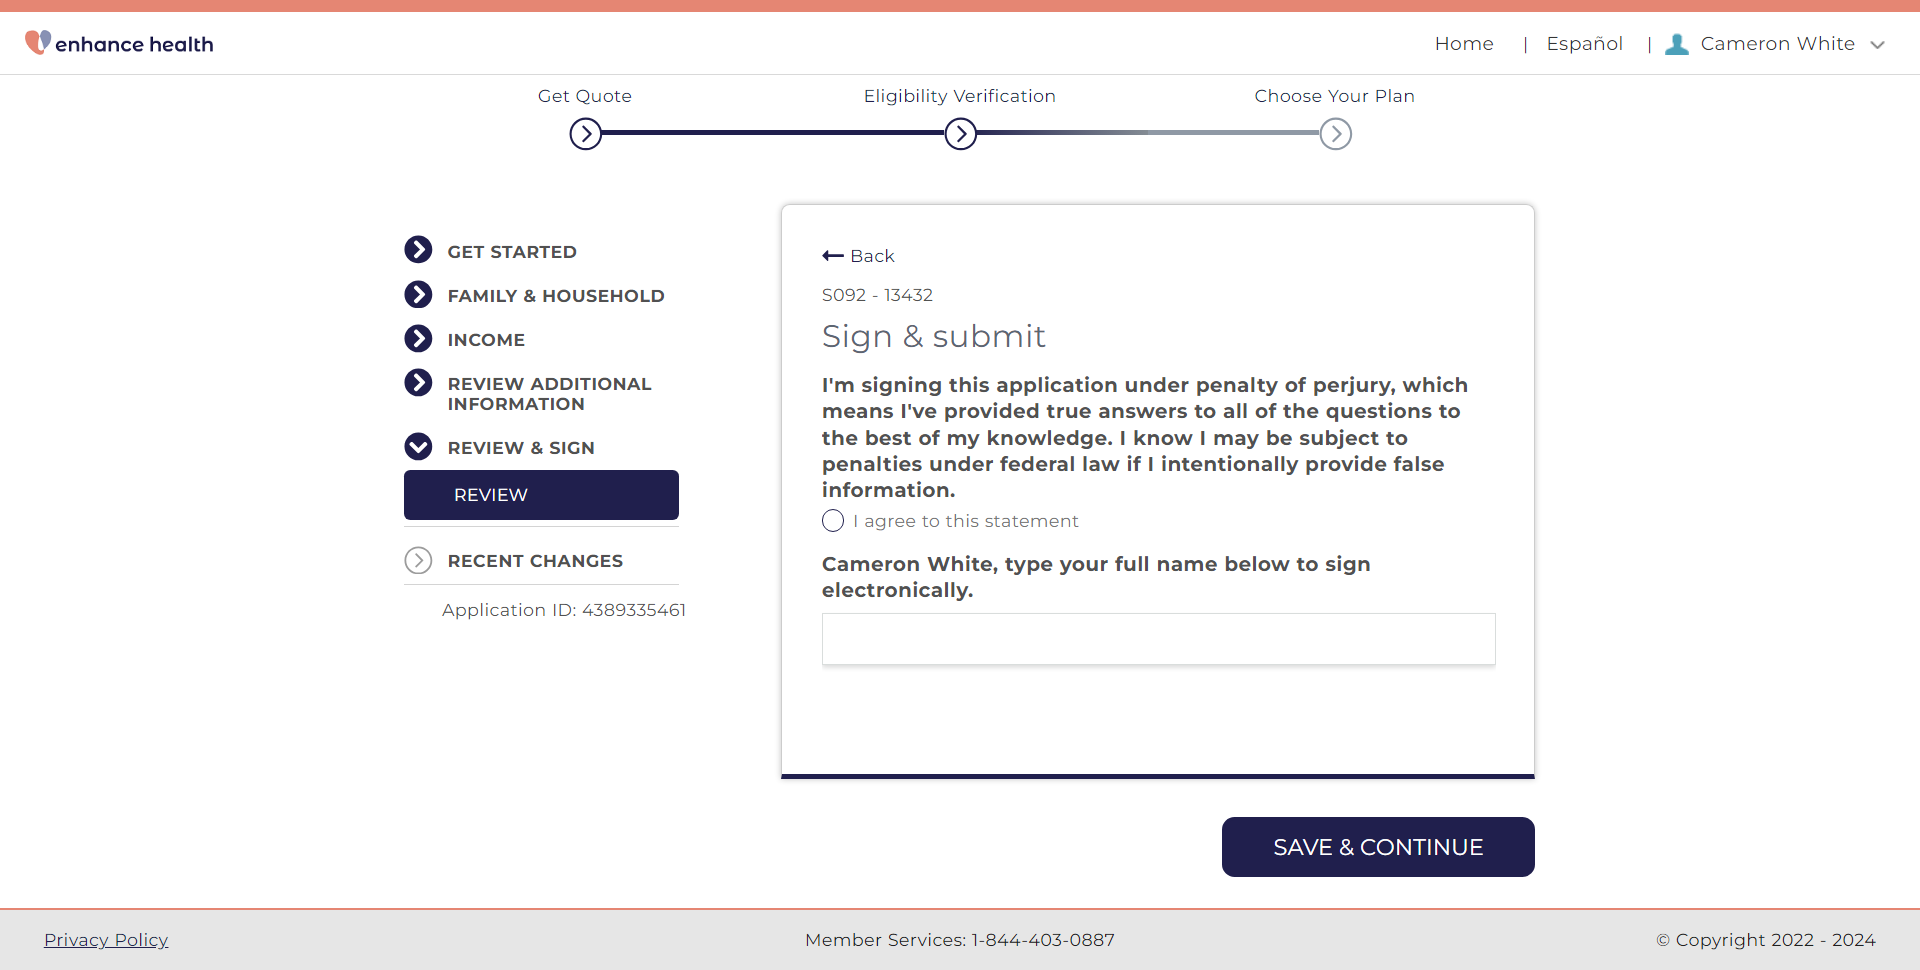 enhance health
Home | Español | Cameron White
Get Quote
Eligibility Verification
Choose Your Plan
GET STARTED
FAMILY & HOUSEHOLD
INCOME
REVIEW ADDITIONAL
INFORMATION
REVIEW & SIGN
REVIEW
RECENT CHANGES
Application ID: 4389335461
Back
S092 - 13432
Sign & submit
I'm signing this application under penalty of perjury, which
means I've provided true answers to all of the questions to
the best of my knowledge. I know I may be subject to
penalties under federal law if I intentionally provide false
information.
I agree to this statement
Cameron White, type your full name below to sign
electronically.
SAVE & CONTINUE
Privacy Policy
Member Services: 1-844-403-0887
© Copyright 2022 - 2024